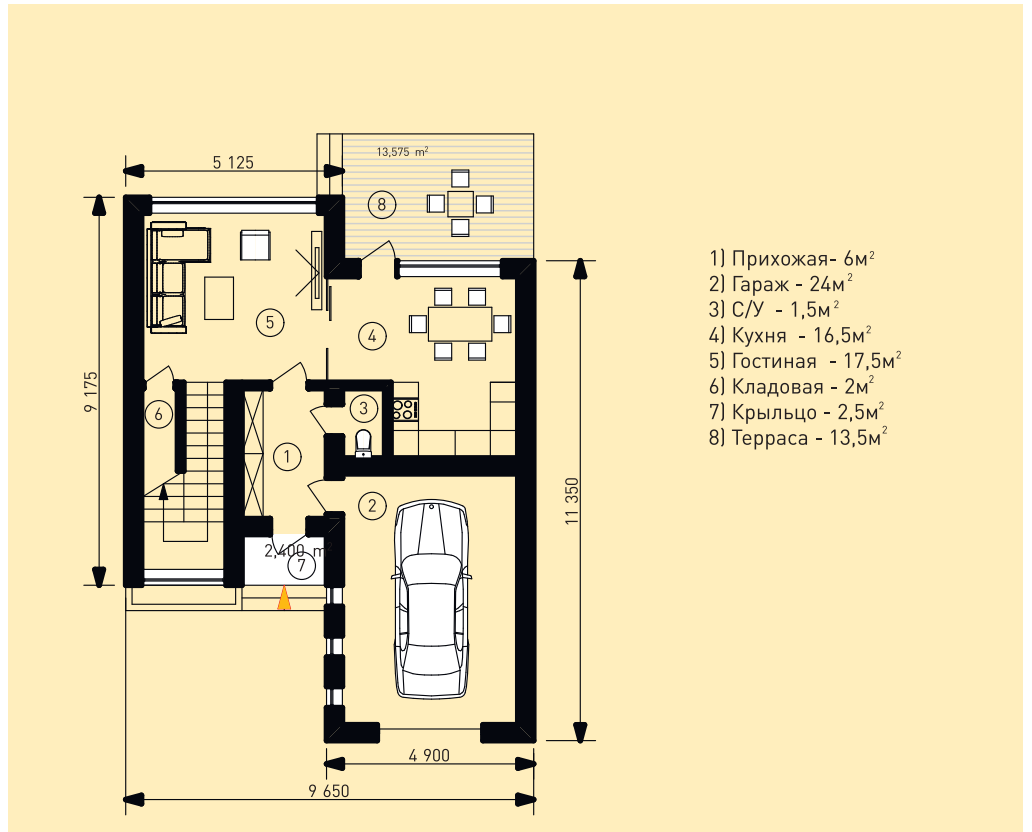 13,575 m²
5 125
8
1) Прихожая- 6м²
2) Гараж - 24м²
3) С/У - 1,5м²
4) Кухня - 16,5м²
5) Гостиная - 17,5м²
6) Кладовая - 2м²
7) Крыльцо - 2,5м²
8) Терраса - 13,5м²
5
4
9 175
6
3
1
2
11 350
2,400 m²
7
4 900
9 650